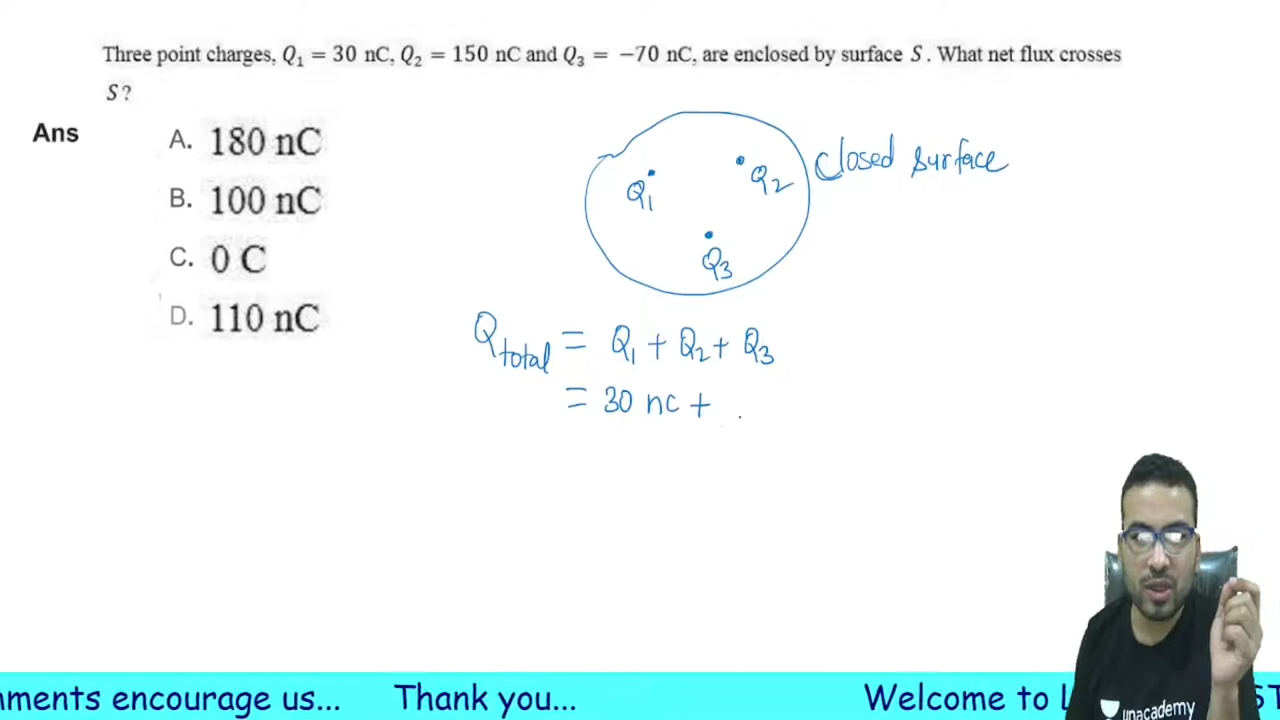 Three point charges, Q₁ = 30 nC, Q₂ = 150 nC and Q₃ = −70 nC, are enclosed by surface S. What net flux crosses
S?
Ans
A. 180 nC
B. 100 nC
C. 0 C
D. 110 nC
Q1
Q2
Q3
Closed surface
Qtotal = Q1 + Q2 + Q3
= 30 nc +
unacademy
encourage us... Thank you... Welcome to